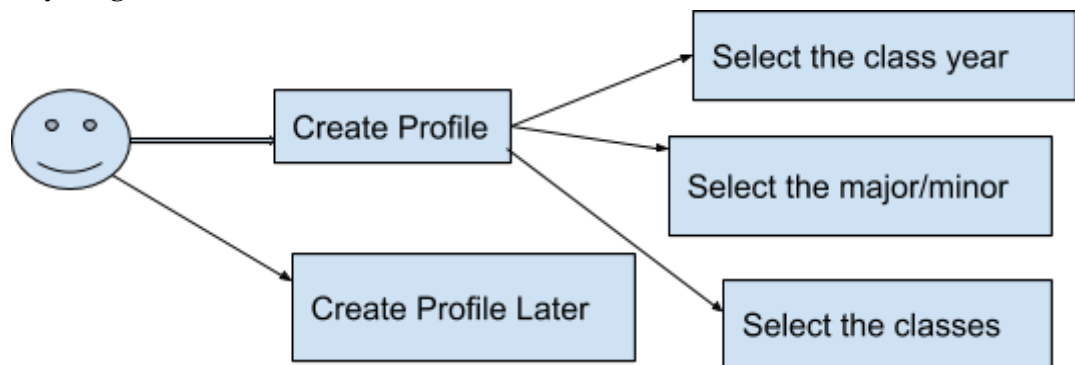 Select the class year
Create Profile
Select the major/minor
Create Profile Later
Select the classes